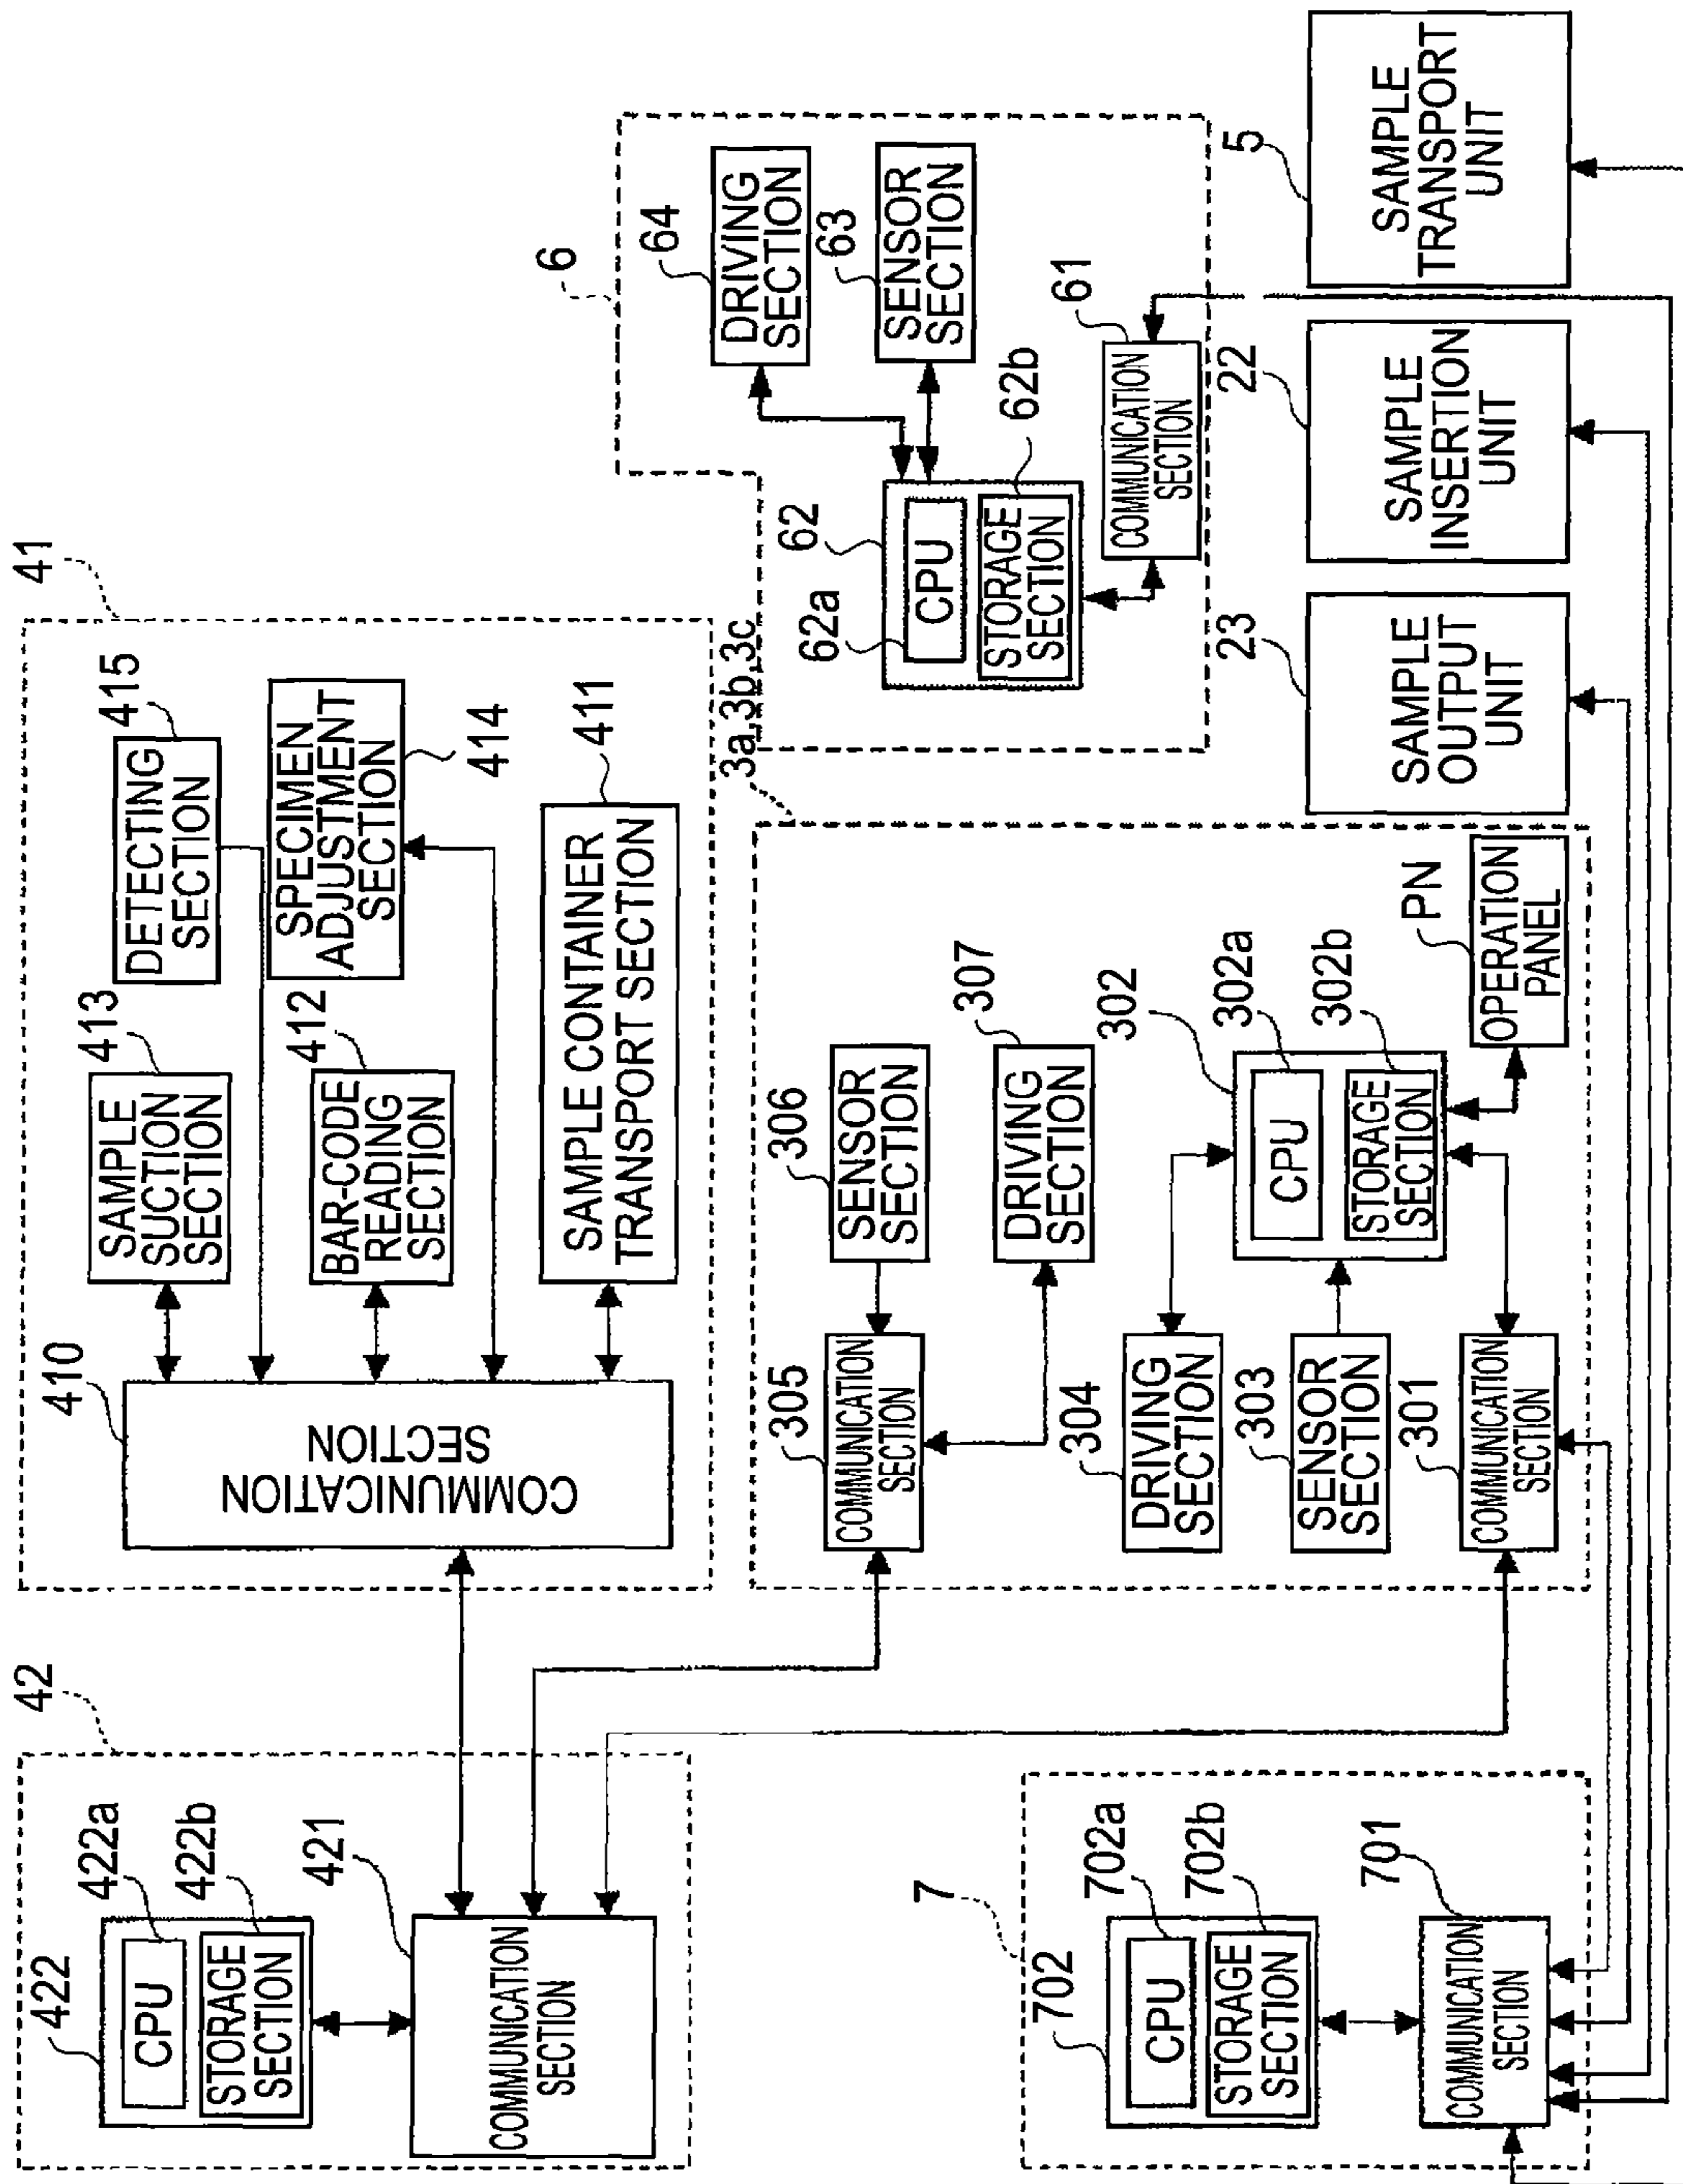 42
422
CPU
422a
STORAGE
SECTION
422b
COMMUNICATION
SECTION
421
41
410
COMMUNICATION
SECTION
SAMPLE
SUCTION
SECTION
413
DETECTING
SECTION
415
BAR-CODE
READING
SECTION
412
SPECIMEN
ADJUSTMENT
SECTION
414
SAMPLE CONTAINER
TRANSPORT SECTION
411
7
702
CPU
702a
STORAGE
SECTION
702b
COMMUNICATION
SECTION
701
3a,3b,3c
305
COMMUNICATION
SECTION
306
SENSOR
SECTION
307
DRIVING
SECTION
304
DRIVING
SECTION
302
CPU
302a
STORAGE
SECTION
302b
303
SENSOR
SECTION
301
COMMUNICATION
SECTION
PN
OPERATION
PANEL
6
64
DRIVING
SECTION
63
SENSOR
SECTION
62
CPU
62a
STORAGE
SECTION
62b
61
COMMUNICATION
SECTION
23
SAMPLE
OUTPUT
UNIT
22
SAMPLE
INSERTION
UNIT
5
SAMPLE
TRANSPORT
UNIT